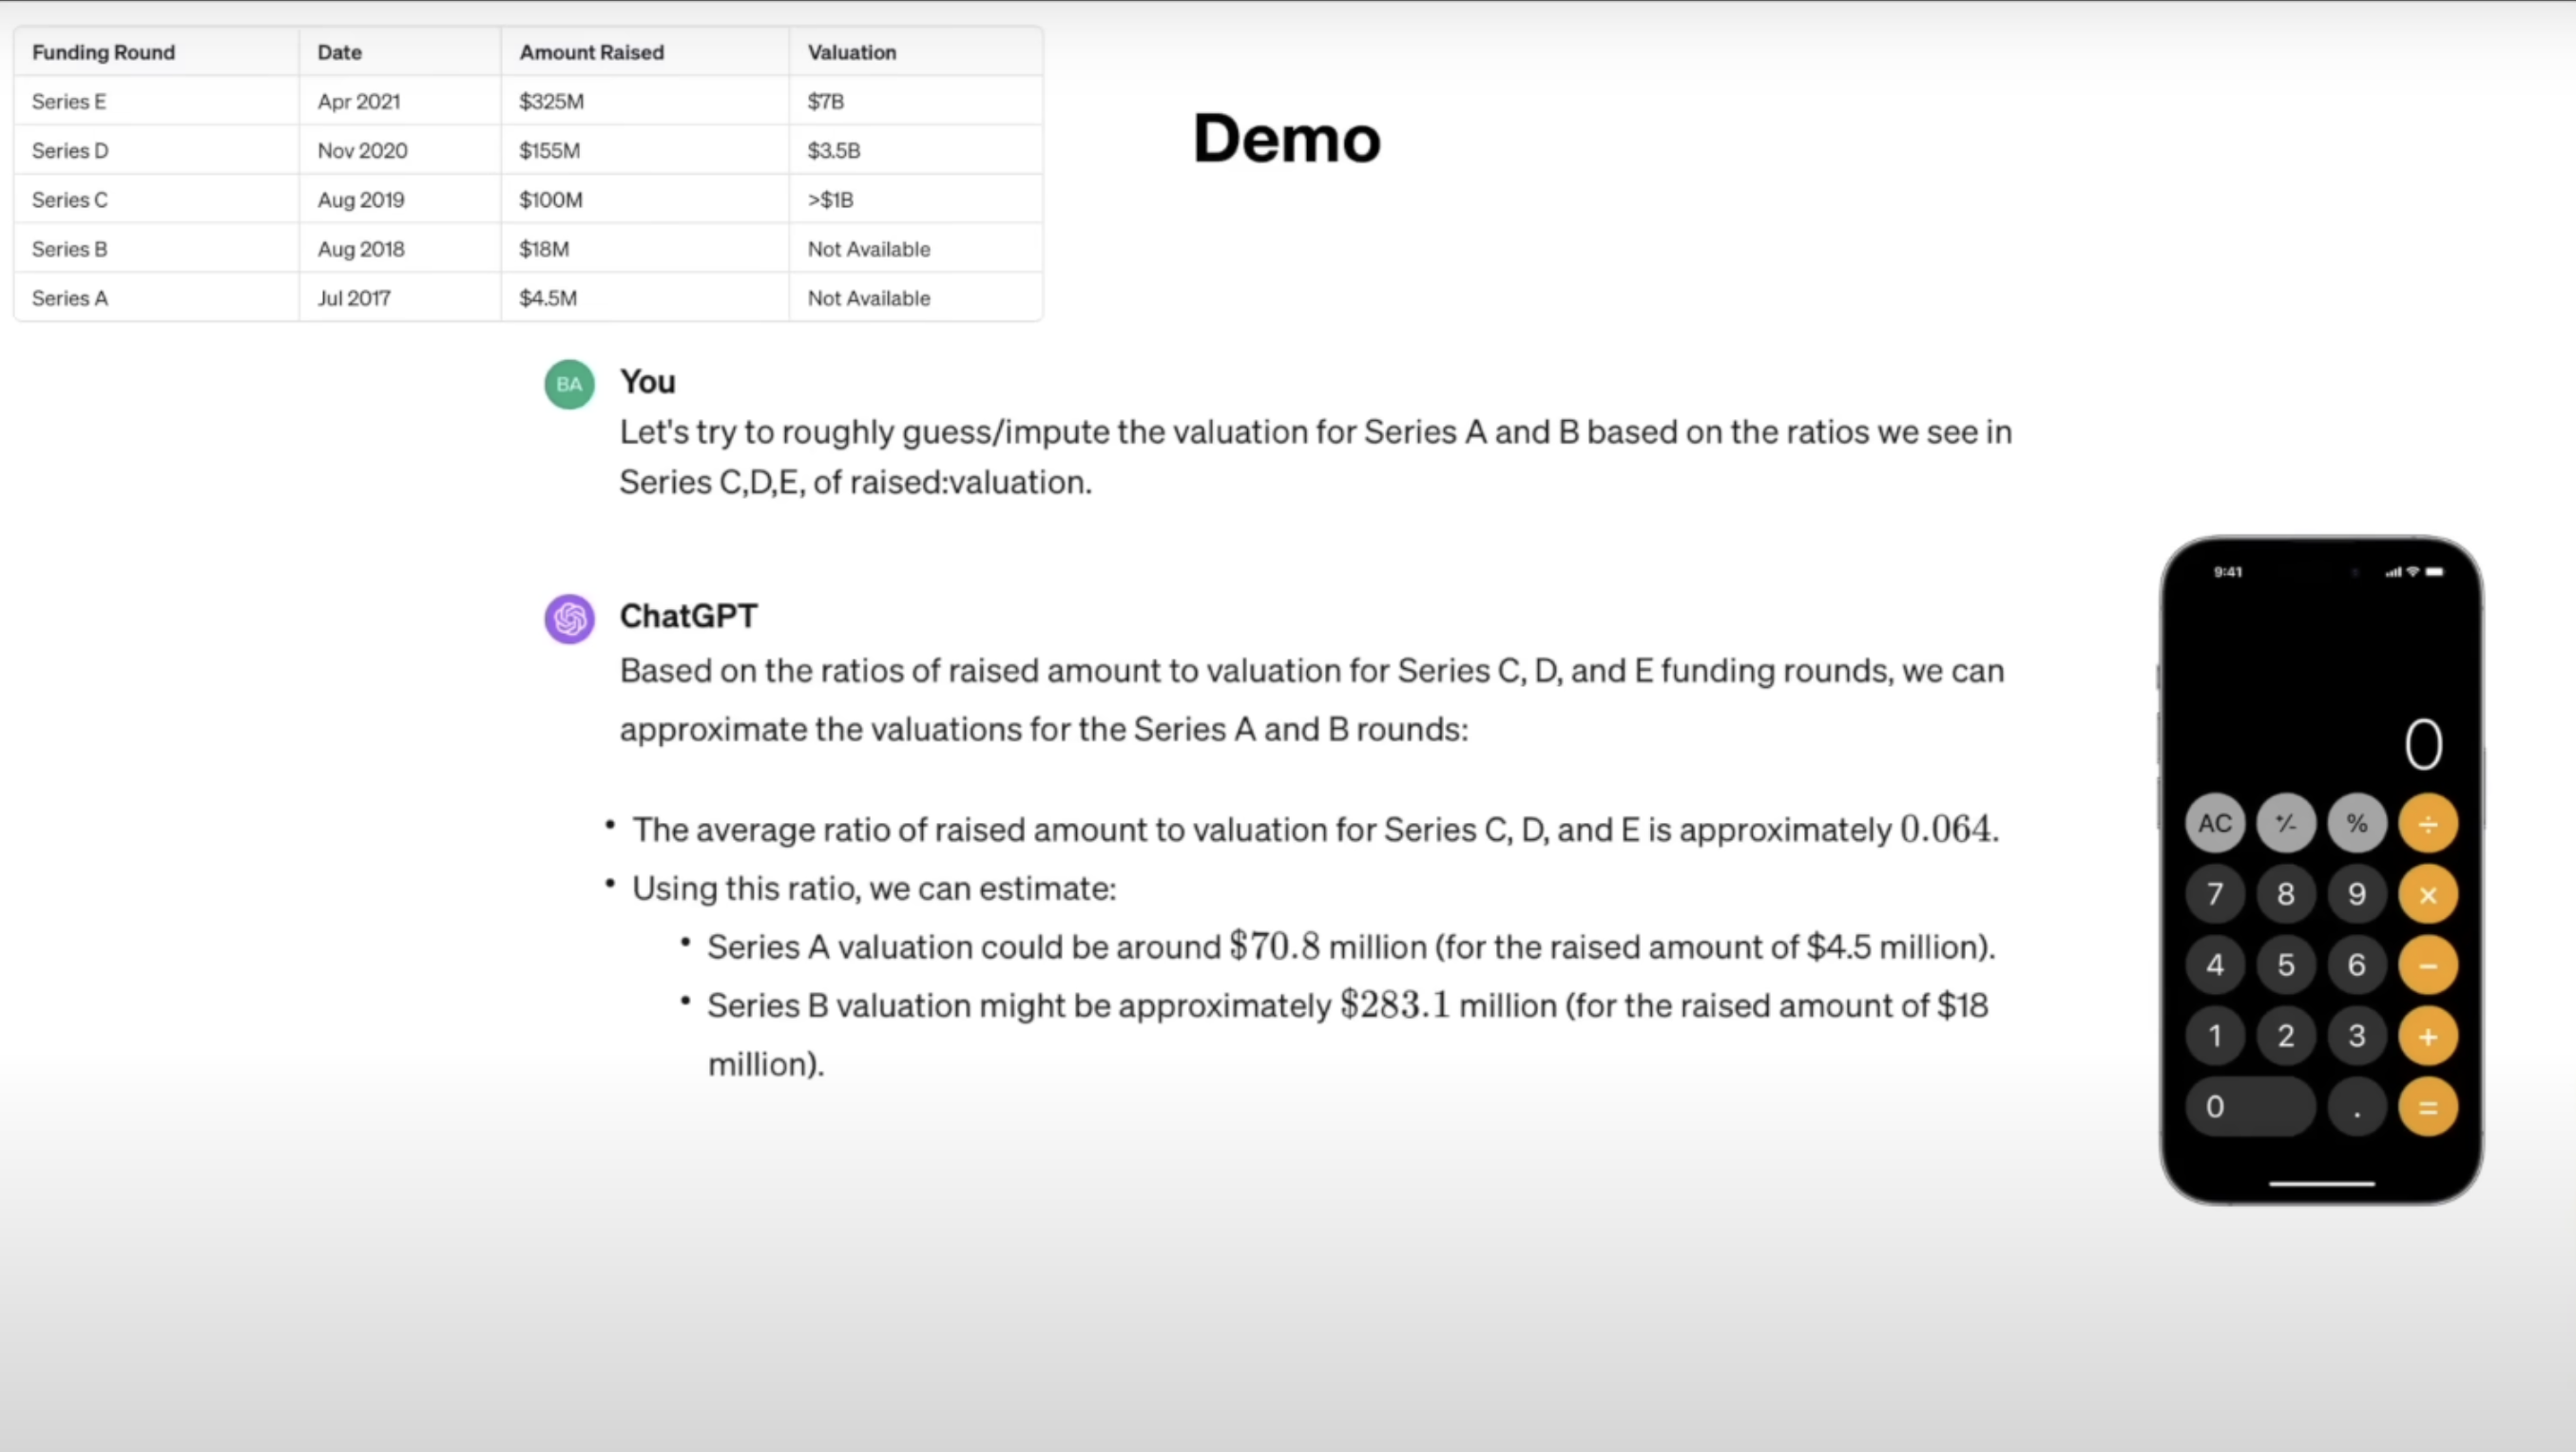 Funding Round Date Amount Raised Valuation
Series E Apr 2021 $325M $7B
Series D Nov 2020 $155M $3.5B
Series C Aug 2019 $100M >$1B
Series B Aug 2018 $18M Not Available
Series A Jul 2017 $4.5M Not Available
Demo
BA You
Let's try to roughly guess/impute the valuation for Series A and B based on the ratios we see in
Series C,D,E, of raised:valuation.
ChatGPT
Based on the ratios of raised amount to valuation for Series C, D, and E funding rounds, we can
approximate the valuations for the Series A and B rounds:
• The average ratio of raised amount to valuation for Series C, D, and E is approximately 0.064.
• Using this ratio, we can estimate:
• Series A valuation could be around $70.8 million (for the raised amount of $4.5 million).
• Series B valuation might be approximately $283.1 million (for the raised amount of $18
million).
9:41
0
AC +/- % ÷
7 8 9 ×
4 5 6 −
1 2 3 +
0 . =